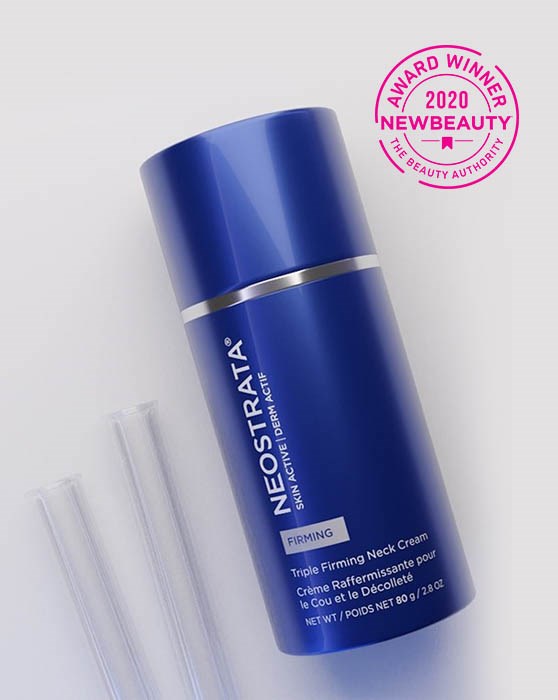 AWARD WINNER
2020
NEWBEAUTY
THE BEAUTY AUTHORITY
NEOSTRATA®
SKIN ACTIVE | DERM ACTIF
FIRMING
Triple Firming Neck Cream
Crème Raffermissante pour
le Cou et le Décolleté
NET WT / POIDS NET 80 g / 2.8 OZ